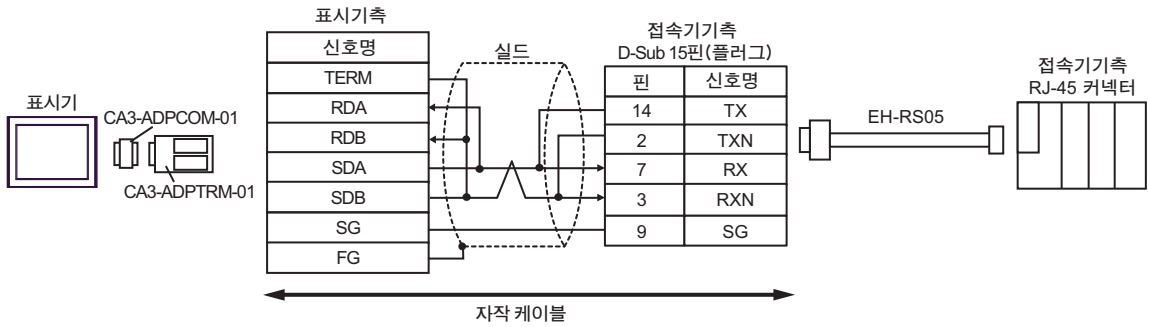 표시기
CA3-ADPCOM-01
CA3-ADPTRM-01
표시기측
신호명
TERM
RDA
RDB
SDA
SDB
SG
FG
실드
접속기기측
D-Sub 15핀(플러그)
핀 신호명
14 TX
2 TXN
7 RX
3 RXN
9 SG
EH-RS05
접속기기측
RJ-45 커넥터
자작 케이블